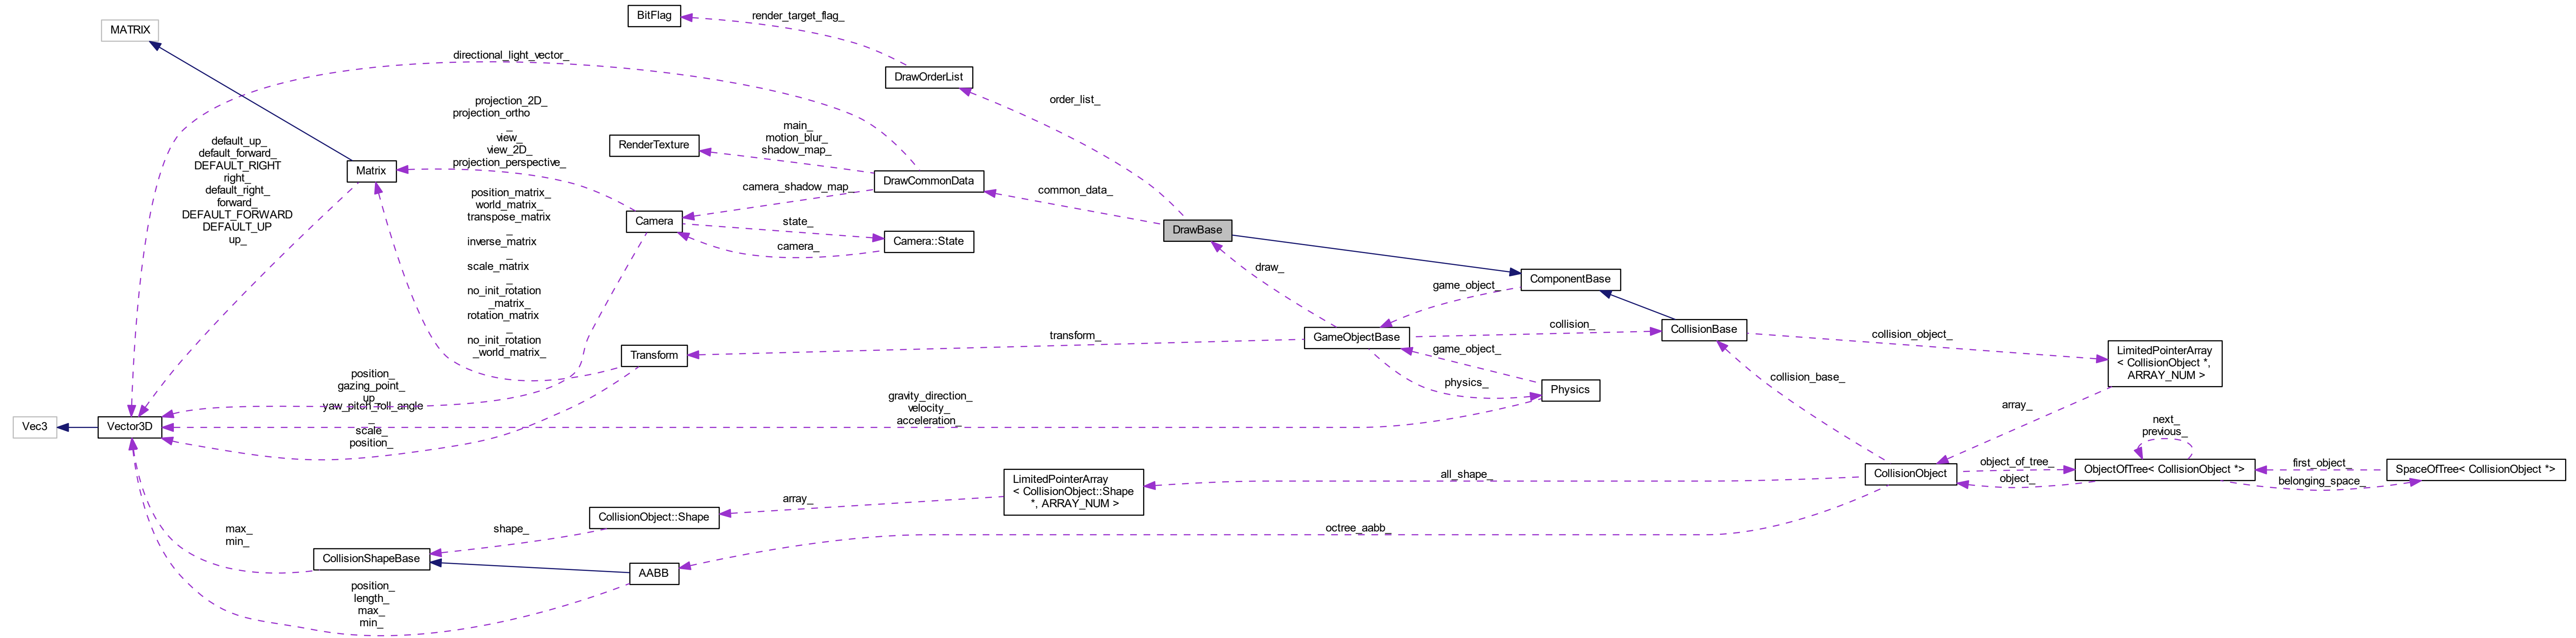 BitFlag
render_target_flag_
MATRIX
directional_light_vector_
DrawOrderList
order_list_
projection_2D_
projection_ortho
_
view_
view_2D_
projection_perspective_
main_
motion_blur_
shadow_map_
RenderTexture
default_up_
default_forward_
DEFAULT_RIGHT
right_
default_right_
forward_
DEFAULT_FORWARD
DEFAULT_UP
up_
Matrix
DrawCommonData
camera_shadow_map_
common_data_
position_matrix_
world_matrix_
transpose_matrix
_
inverse_matrix
_
scale_matrix
_
no_init_rotation
_matrix_
rotation_matrix
_
no_init_rotation
_world_matrix_
Camera
state_
camera_
Camera::State
DrawBase
draw_
ComponentBase
game_object_
GameObjectBase
collision_
CollisionBase
collision_object_
transform_
Transform
game_object_
physics_
Physics
LimitedPointerArray
< CollisionObject *,
ARRAY_NUM >
collision_base_
position_
gazing_point_
up_
yaw_pitch_roll_angle
_
scale_
position_
gravity_direction_
velocity_
acceleration_
array_
Vec3
Vector3D
next_
previous_
all_shape_
CollisionObject
object_of_tree_
object_
ObjectOfTree< CollisionObject *>
first_object_
belonging_space_
SpaceOfTree< CollisionObject *>
LimitedPointerArray
< CollisionObject::Shape
*, ARRAY_NUM >
array_
CollisionObject::Shape
shape_
octree_aabb_
max_
min_
CollisionShapeBase
AABB
position_
length_
max_
min_